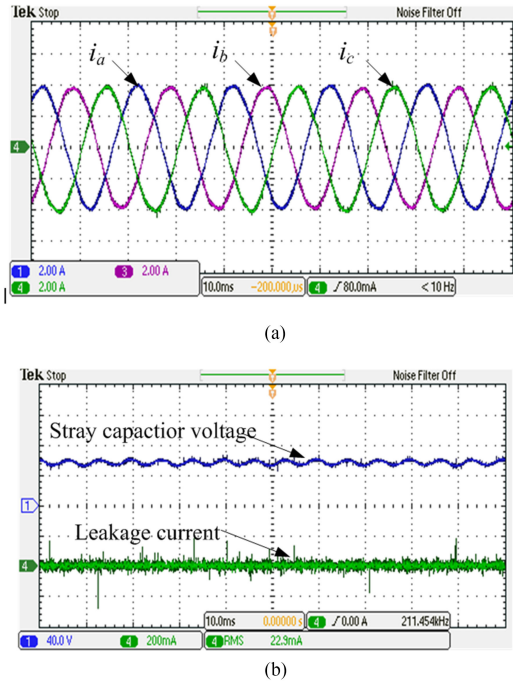 Tek Stop Noise Filter Off
i_a i_b i_c
4
1 2.00 A 3 2.00 A
4 2.00 A 10.0ms -200.000µs 4 80.0mA < 10 Hz
(a)
Tek Stop Noise Filter Off
Stray capactior voltage
1
Leakage current
4
10.0ms 0.00000 s 4 0.00 A 211.454kHz
1 40.0 V 4 200mA 4 RMS 22.9mA
(b)